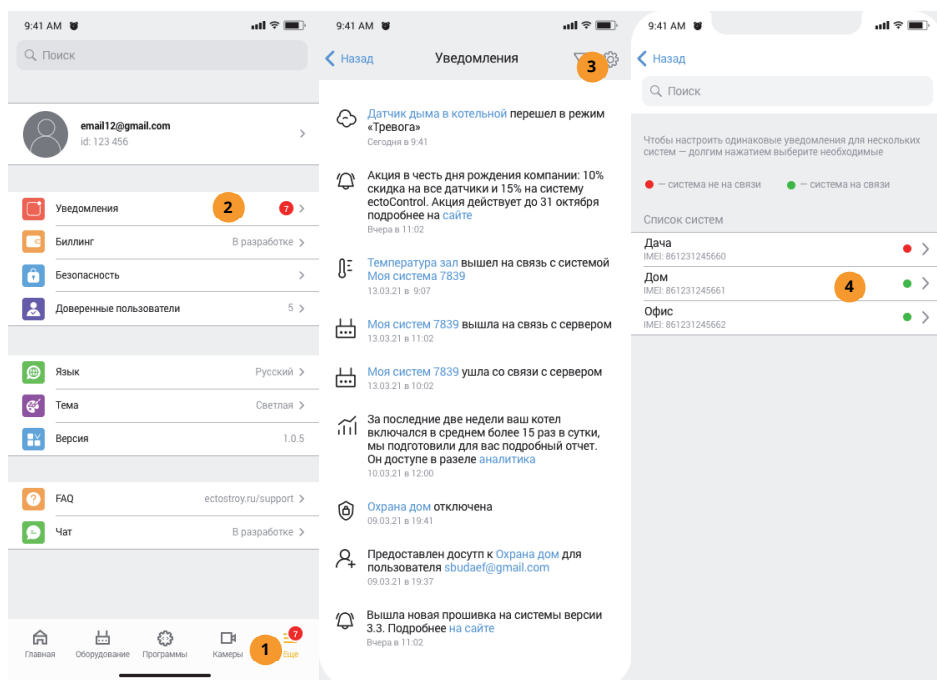 9:41 AM
Поиск
email12@gmail.com
id: 123 456
Уведомления
2
7
Биллинг
В разработке
Безопасность
Доверенные пользователи
5
Язык
Русский
Тема
Светлая
Версия
1.0.5
FAQ
ectostroy.ru/support
Чат
В разработке
Главная
Оборудование
Программы
Камеры
1
7
Еще
9:41 AM
Назад
Уведомления
3
Датчик дыма в котельной перешел в режим
«Тревога»
Сегодня в 9:41
Акция в честь дня рождения компании: 10%
скидка на все датчики и 15% на систему
ectoControl. Акция действует до 31 октября
подробнее на сайте
Вчера в 11:02
Температура зал вышел на связь с системой
Моя система 7839
13.03.21 в 9:07
Моя систем 7839 вышла на связь с сервером
13.03.21 в 11:02
Моя систем 7839 ушла со связи с сервером
13.03.21 в 10:02
За последние две недели ваш котел
включался в среднем более 15 раз в сутки,
мы подготовили для вас подробный отчет.
Он доступе в разеле аналитика
10.03.21 в 12:00
Охрана дом отключена
09.03.21 в 19:41
Предоставлен досутп к Охрана дом для
пользователя sbudaef@gmail.com
09.03.21 в 19:37
Вышла новая прошивка на системы версии
3.3. Подробнее на сайте
Вчера в 11:02
9:41 AM
Назад
Поиск
Чтобы настроить одинаковые уведомления для нескольких
систем — долгим нажатием выберите необходимые
— система не на связи
— система на связи
Список систем
Дача
IMEI: 861231245660
Дом
IMEI: 861231245661
4
Офис
IMEI: 861231245662